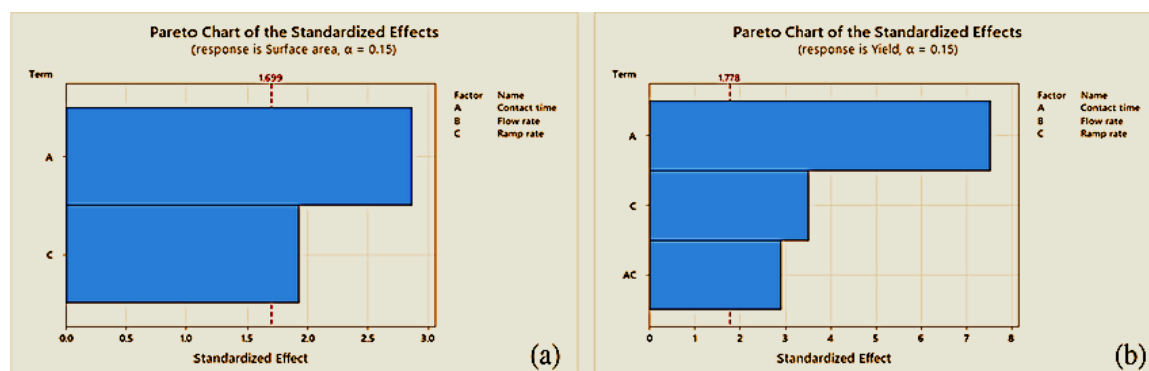 Pareto Chart of the Standardized Effects
(response is Surface area, α = 0.15)
Term
1.699
Factor Name
A Contact time
B Flow rate
C Ramp rate
A
C
0.0 0.5 1.0 1.5 2.0 2.5 3.0
Standardized Effect
(a)
Pareto Chart of the Standardized Effects
(response is Yield, α = 0.15)
Term
1.778
Factor Name
A Contact time
B Flow rate
C Ramp rate
A
C
AC
0 1 2 3 4 5 6 7 8
Standardized Effect
(b)